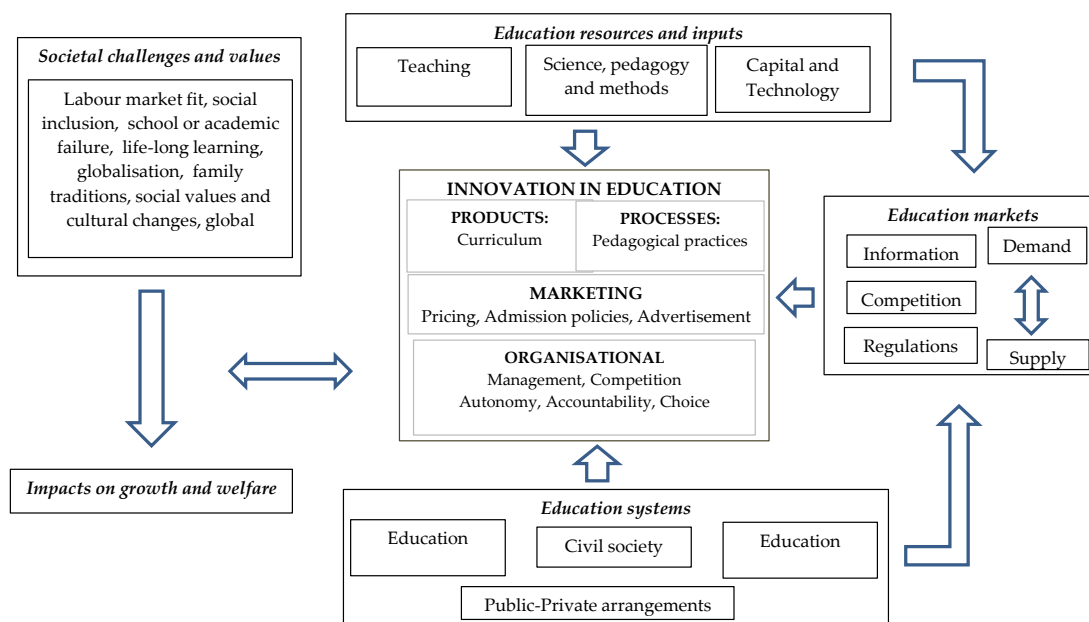 Societal challenges and values
Labour market fit, social
inclusion, school or academic
failure, life-long learning,
globalisation, family
traditions, social values and
cultural changes, global
Impacts on growth and welfare
Education resources and inputs
Teaching
Science, pedagogy
and methods
Capital and
Technology
INNOVATION IN EDUCATION
PRODUCTS:
Curriculum
PROCESSES:
Pedagogical practices
MARKETING
Pricing, Admission policies, Advertisement
ORGANISATIONAL
Management, Competition
Autonomy, Accountability, Choice
Education markets
Information
Demand
Competition
Regulations
Supply
Education systems
Education
Civil society
Education
Public-Private arrangements